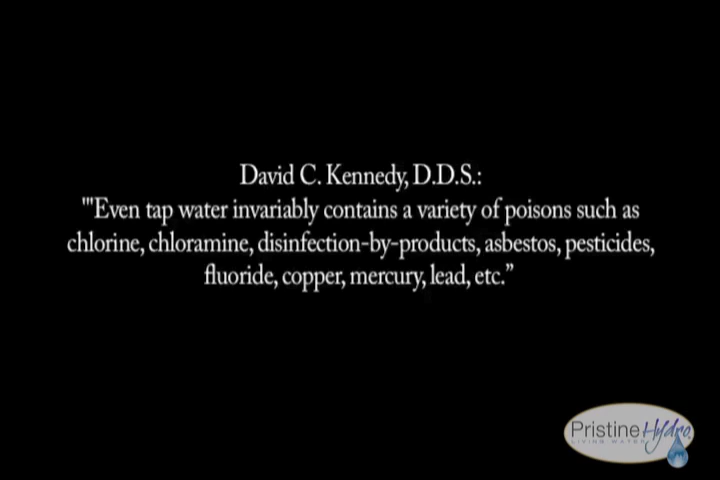 David C. Kennedy, D.D.S.:
"'Even tap water invariably contains a variety of poisons such as
chlorine, chloramine, disinfection-by-products, asbestos, pesticides,
fluoride, copper, mercury, lead, etc.”
Pristine Hydro
LIVING WATER